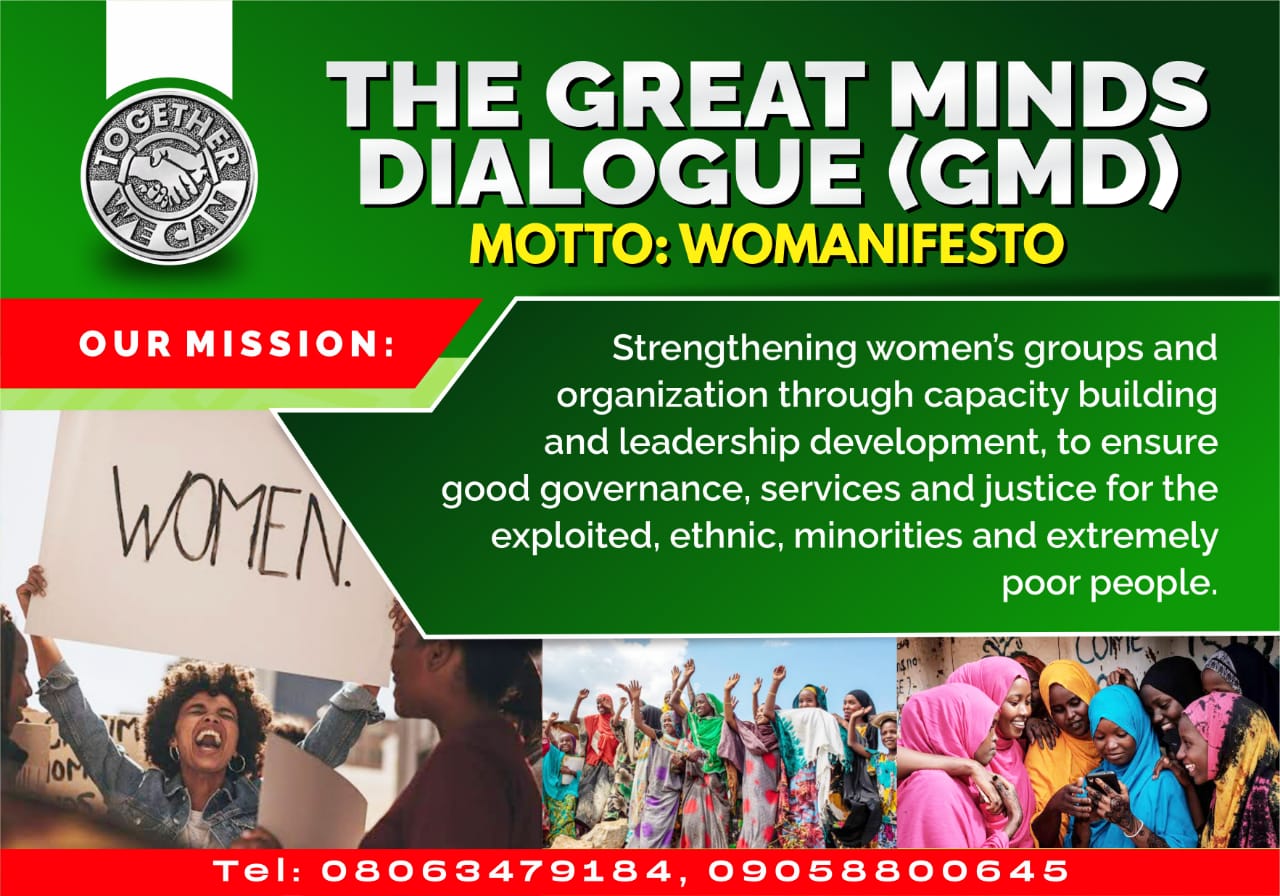 TOGETHER
WE CAN
THE GREAT MINDS
DIALOGUE (GMD)
MOTTO: WOMANIFESTO
OUR MISSION:
Strengthening women’s groups and
organization through capacity building
and leadership development, to ensure
good governance, services and justice for the
exploited, ethnic, minorities and extremely
poor people.
WOMEN.
COME
Tel: 08063479184, 09058800645